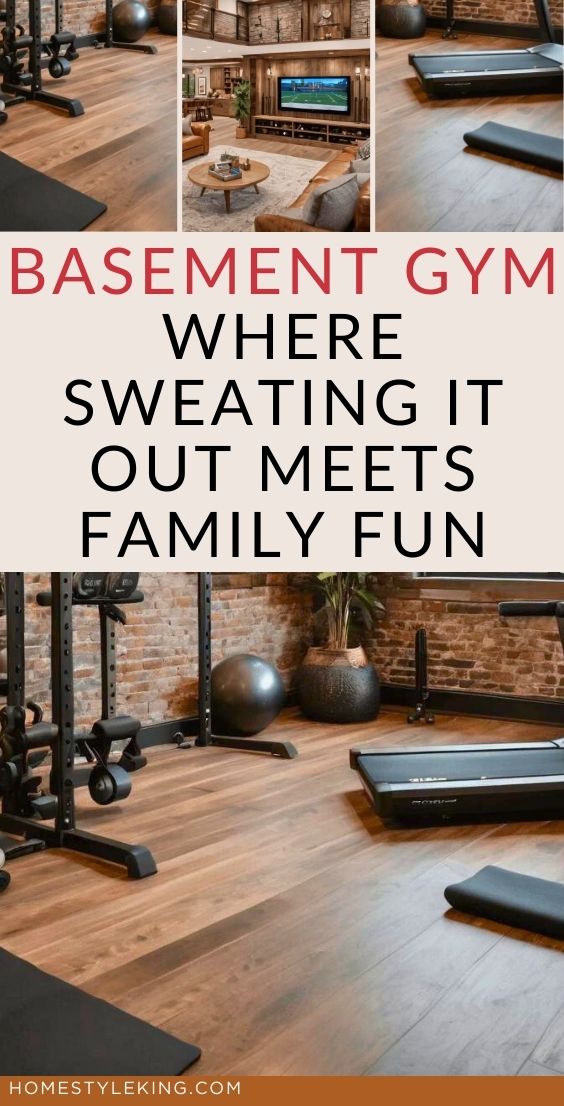 BASEMENT GYM
WHERE
SWEATING IT
OUT MEETS
FAMILY FUN
HOMESTYLEKING.COM